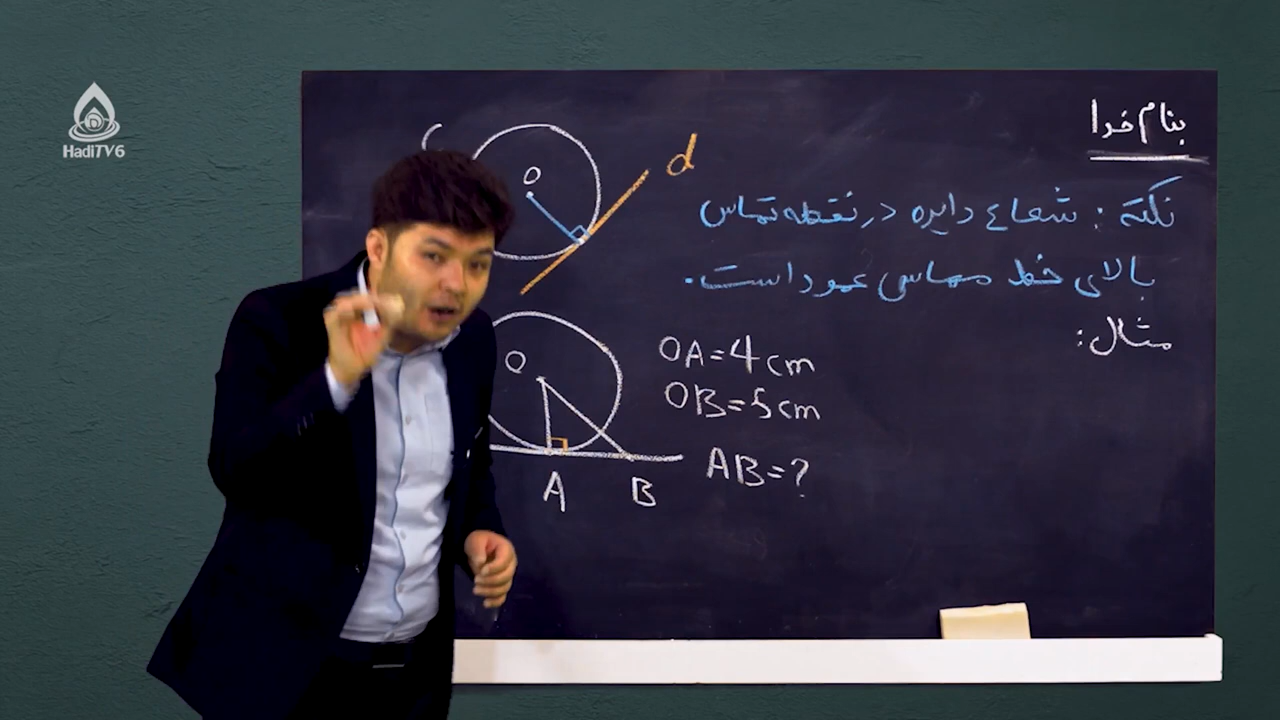 HadiTV6
بنام خدا
نکته : شعاع دایره در نقطه تماس
بالای خط مماس عمود است.
مثال:
C
O
d
O
A
B
OA=4cm
OB=5cm
AB=?